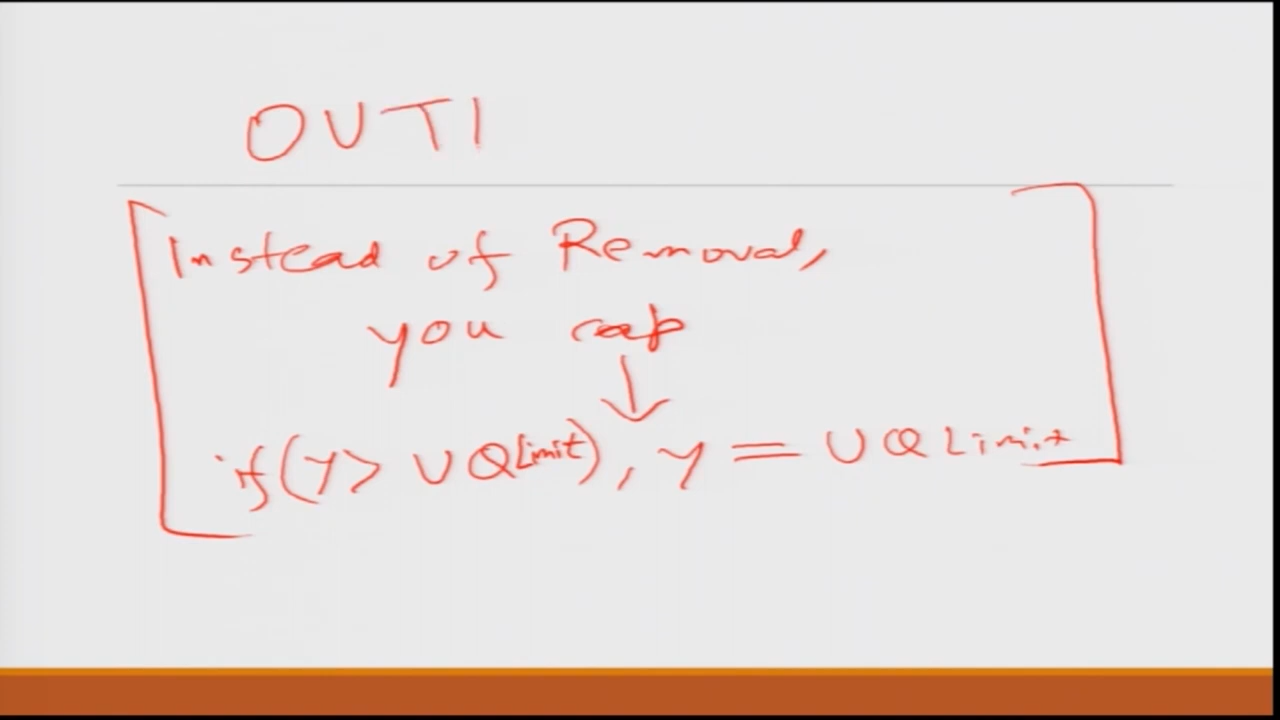 OUTI
Instead of Removal,
you cap
if(Y> UQLimit), Y = UQLimit